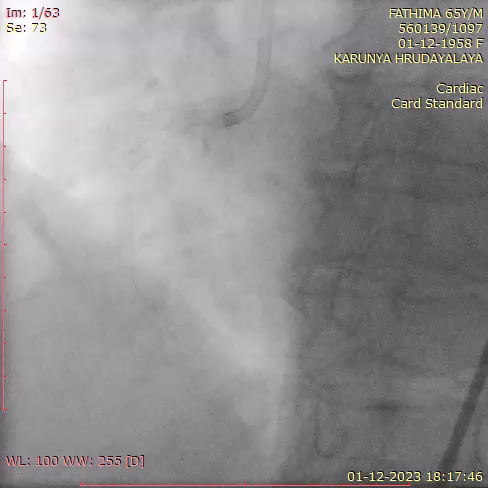 Im: 1/63
Se: 73
FATHIMA 65Y/M
560139/1097
01-12-1958 F
KARUNYA HRUDAYALAYA
Cardiac
Card Standard
WL: 100 WW: 255 [D]
01-12-2023 18:17:46